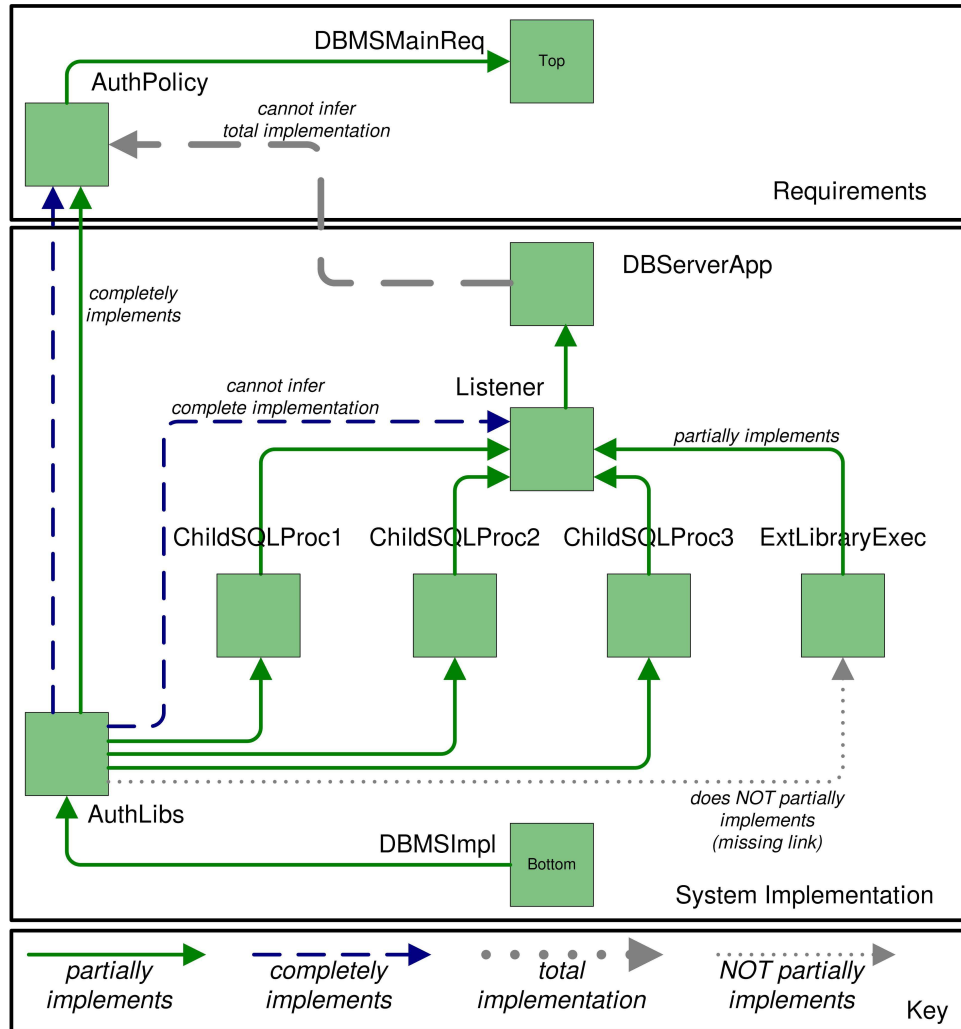 DBMSMainReq
Top
AuthPolicy
cannot infer
total implementation
Requirements
DBServerApp
completely
implements
Listener
cannot infer
complete implementation
partially implements
ChildSQLProc1
ChildSQLProc2
ChildSQLProc3
ExtLibraryExec
AuthLibs
does NOT partially
implements
(missing link)
DBMSImpl
Bottom
System Implementation
partially
implements
completely
implements
total
implementation
NOT partially
implements
Key